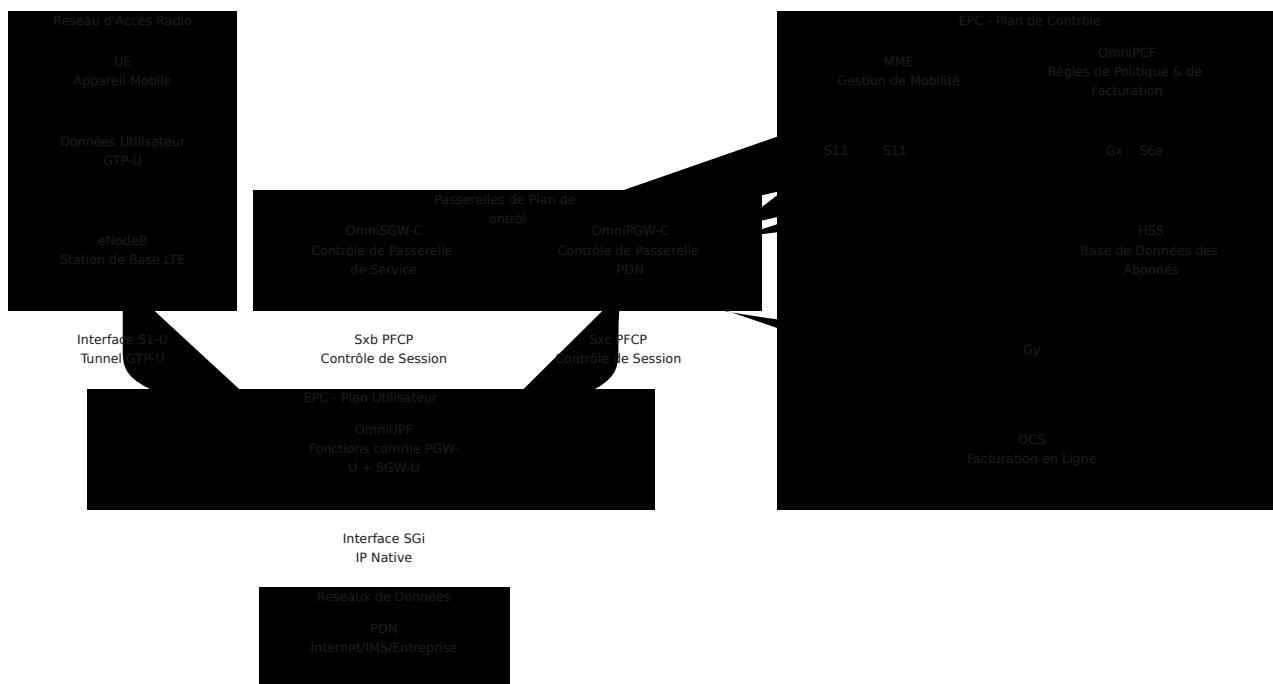 Réseau d'Accès Radio
UE
Appareil Mobile
Données Utilisateur
GTP-U
eNodeB
Station de Base LTE
EPC - Plan de Contrôle
MME
Gestion de Mobilité
OmniPCF
Règles de Politique & de
Facturation
S11
S11
Gx
S6a
HSS
Base de Données des
Abonnés
Gy
OCS
Facturation en Ligne
Passerelles de Plan de
ontrôl
OmniSGW-C
Contrôle de Passerelle
de Service
OmniPGW-C
Contrôle de Passerelle
PDN
Interface S1-U
Tunnel GTP-U
Sxb PFCP
Contrôle de Session
Sxc PFCP
Contrôle de Session
EPC - Plan Utilisateur
OmniUPF
Fonctions comme PGW-
U + SGW-U
Interface SGi
IP Native
Réseaux de Données
PDN
Internet/IMS/Entreprise